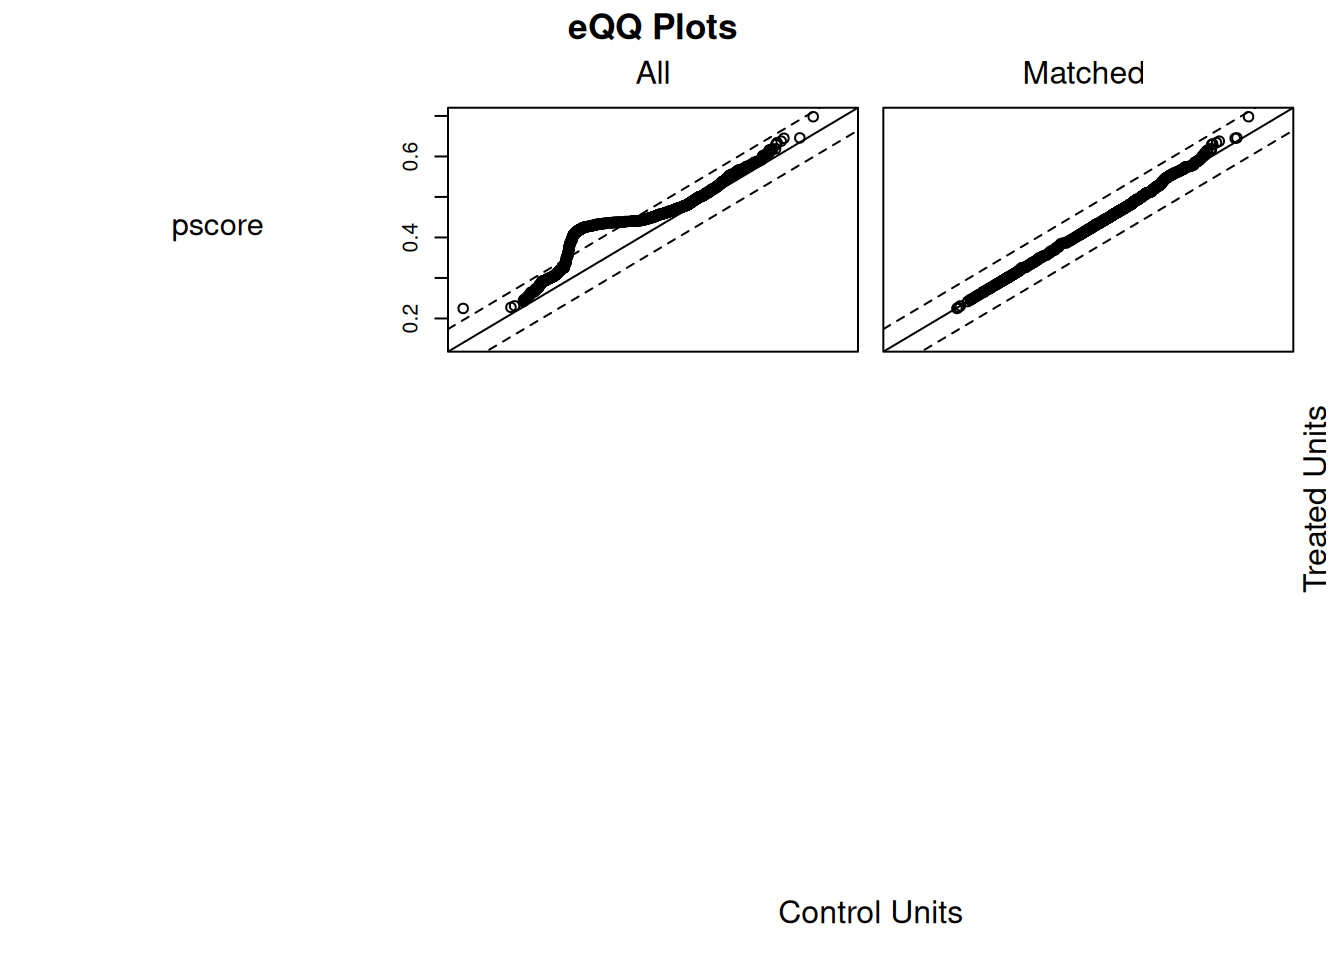 eQQ Plots
All Matched
pscore
0.2 0.4 0.6
Treated Units
Control Units